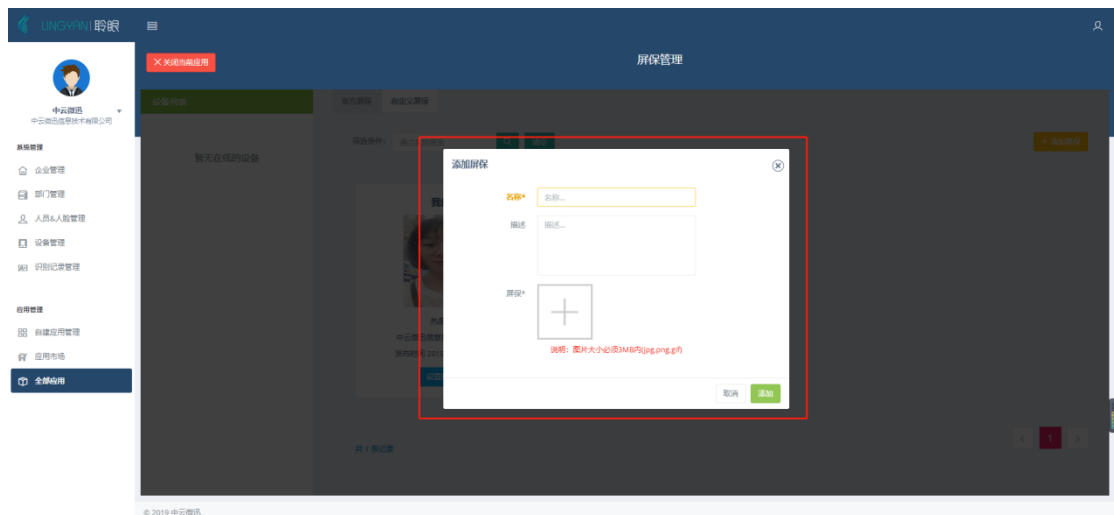 LINGYAN|聆眼
× 关闭当前应用
屏保管理
中云微迅
中云微迅信息技术有限公司
设备列表
暂无在线的设备
官方屏保 自定义屏保
筛选条件：
+ 添加屏保
系统管理
企业管理
部门管理
人员&人脸管理
设备管理
识别记录管理
应用管理
自建应用管理
应用市场
全部应用
添加屏保
名称* 名称...
描述 描述...
屏保*
说明：图片大小必须3MB内(jpg,png,gif)
取消 添加
共 1 条记录
< 1 >
© 2019 中云微迅